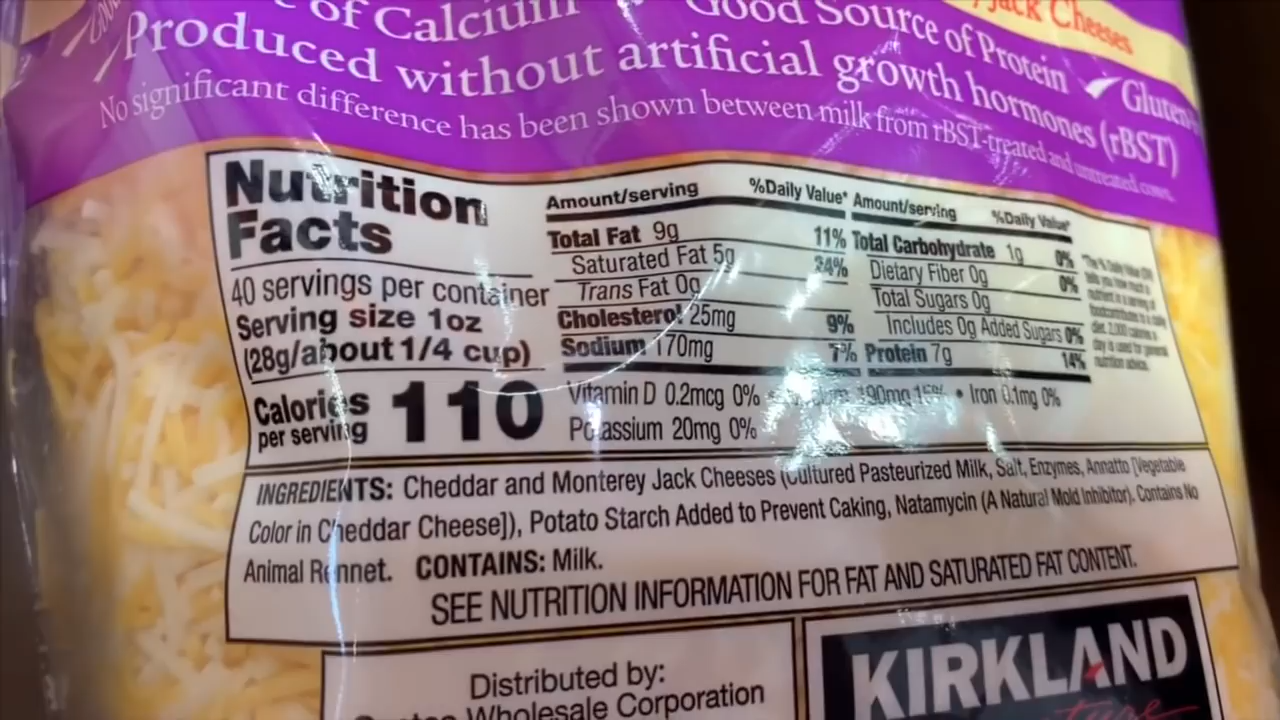 of Calcium
Good Source of Protein
Jack Cheeses
Produced without artificial growth hormones (rBST)
Gluten
No significant difference has been shown between milk from rBST-treated and untreated cows.
Nutrition
Facts
40 servings per container
Serving size 1oz
(28g/about 1/4 cup)
Calories
per serving 110
Amount/serving %Daily Value*
Total Fat 9g 11%
Saturated Fat 5g 24%
Trans Fat 0g
Cholesterol 25mg 9%
Sodium 170mg 7%
Amount/serving %Daily Value*
Total Carbohydrate 1g 0%
Dietary Fiber 0g 0%
Total Sugars 0g
Includes 0g Added Sugars 0%
Protein 7g 14%
Vitamin D 0.2mcg 0% • 190mg 15% • Iron 0.1mg 0%
Potassium 20mg 0%
*The % Daily Value (DV)
tells you how much a
nutrient in a serving of
food contributes to a daily
diet. 2,000 calories a
day is used for general
nutrition advice.
INGREDIENTS: Cheddar and Monterey Jack Cheeses (Cultured Pasteurized Milk, Salt, Enzymes, Annatto [Vegetable
Color in Cheddar Cheese]), Potato Starch Added to Prevent Caking, Natamycin (A Natural Mold Inhibitor). Contains No
Animal Rennet. CONTAINS: Milk.
SEE NUTRITION INFORMATION FOR FAT AND SATURATED FAT CONTENT.
Distributed by:
Wholesale Corporation
KIRKLAND